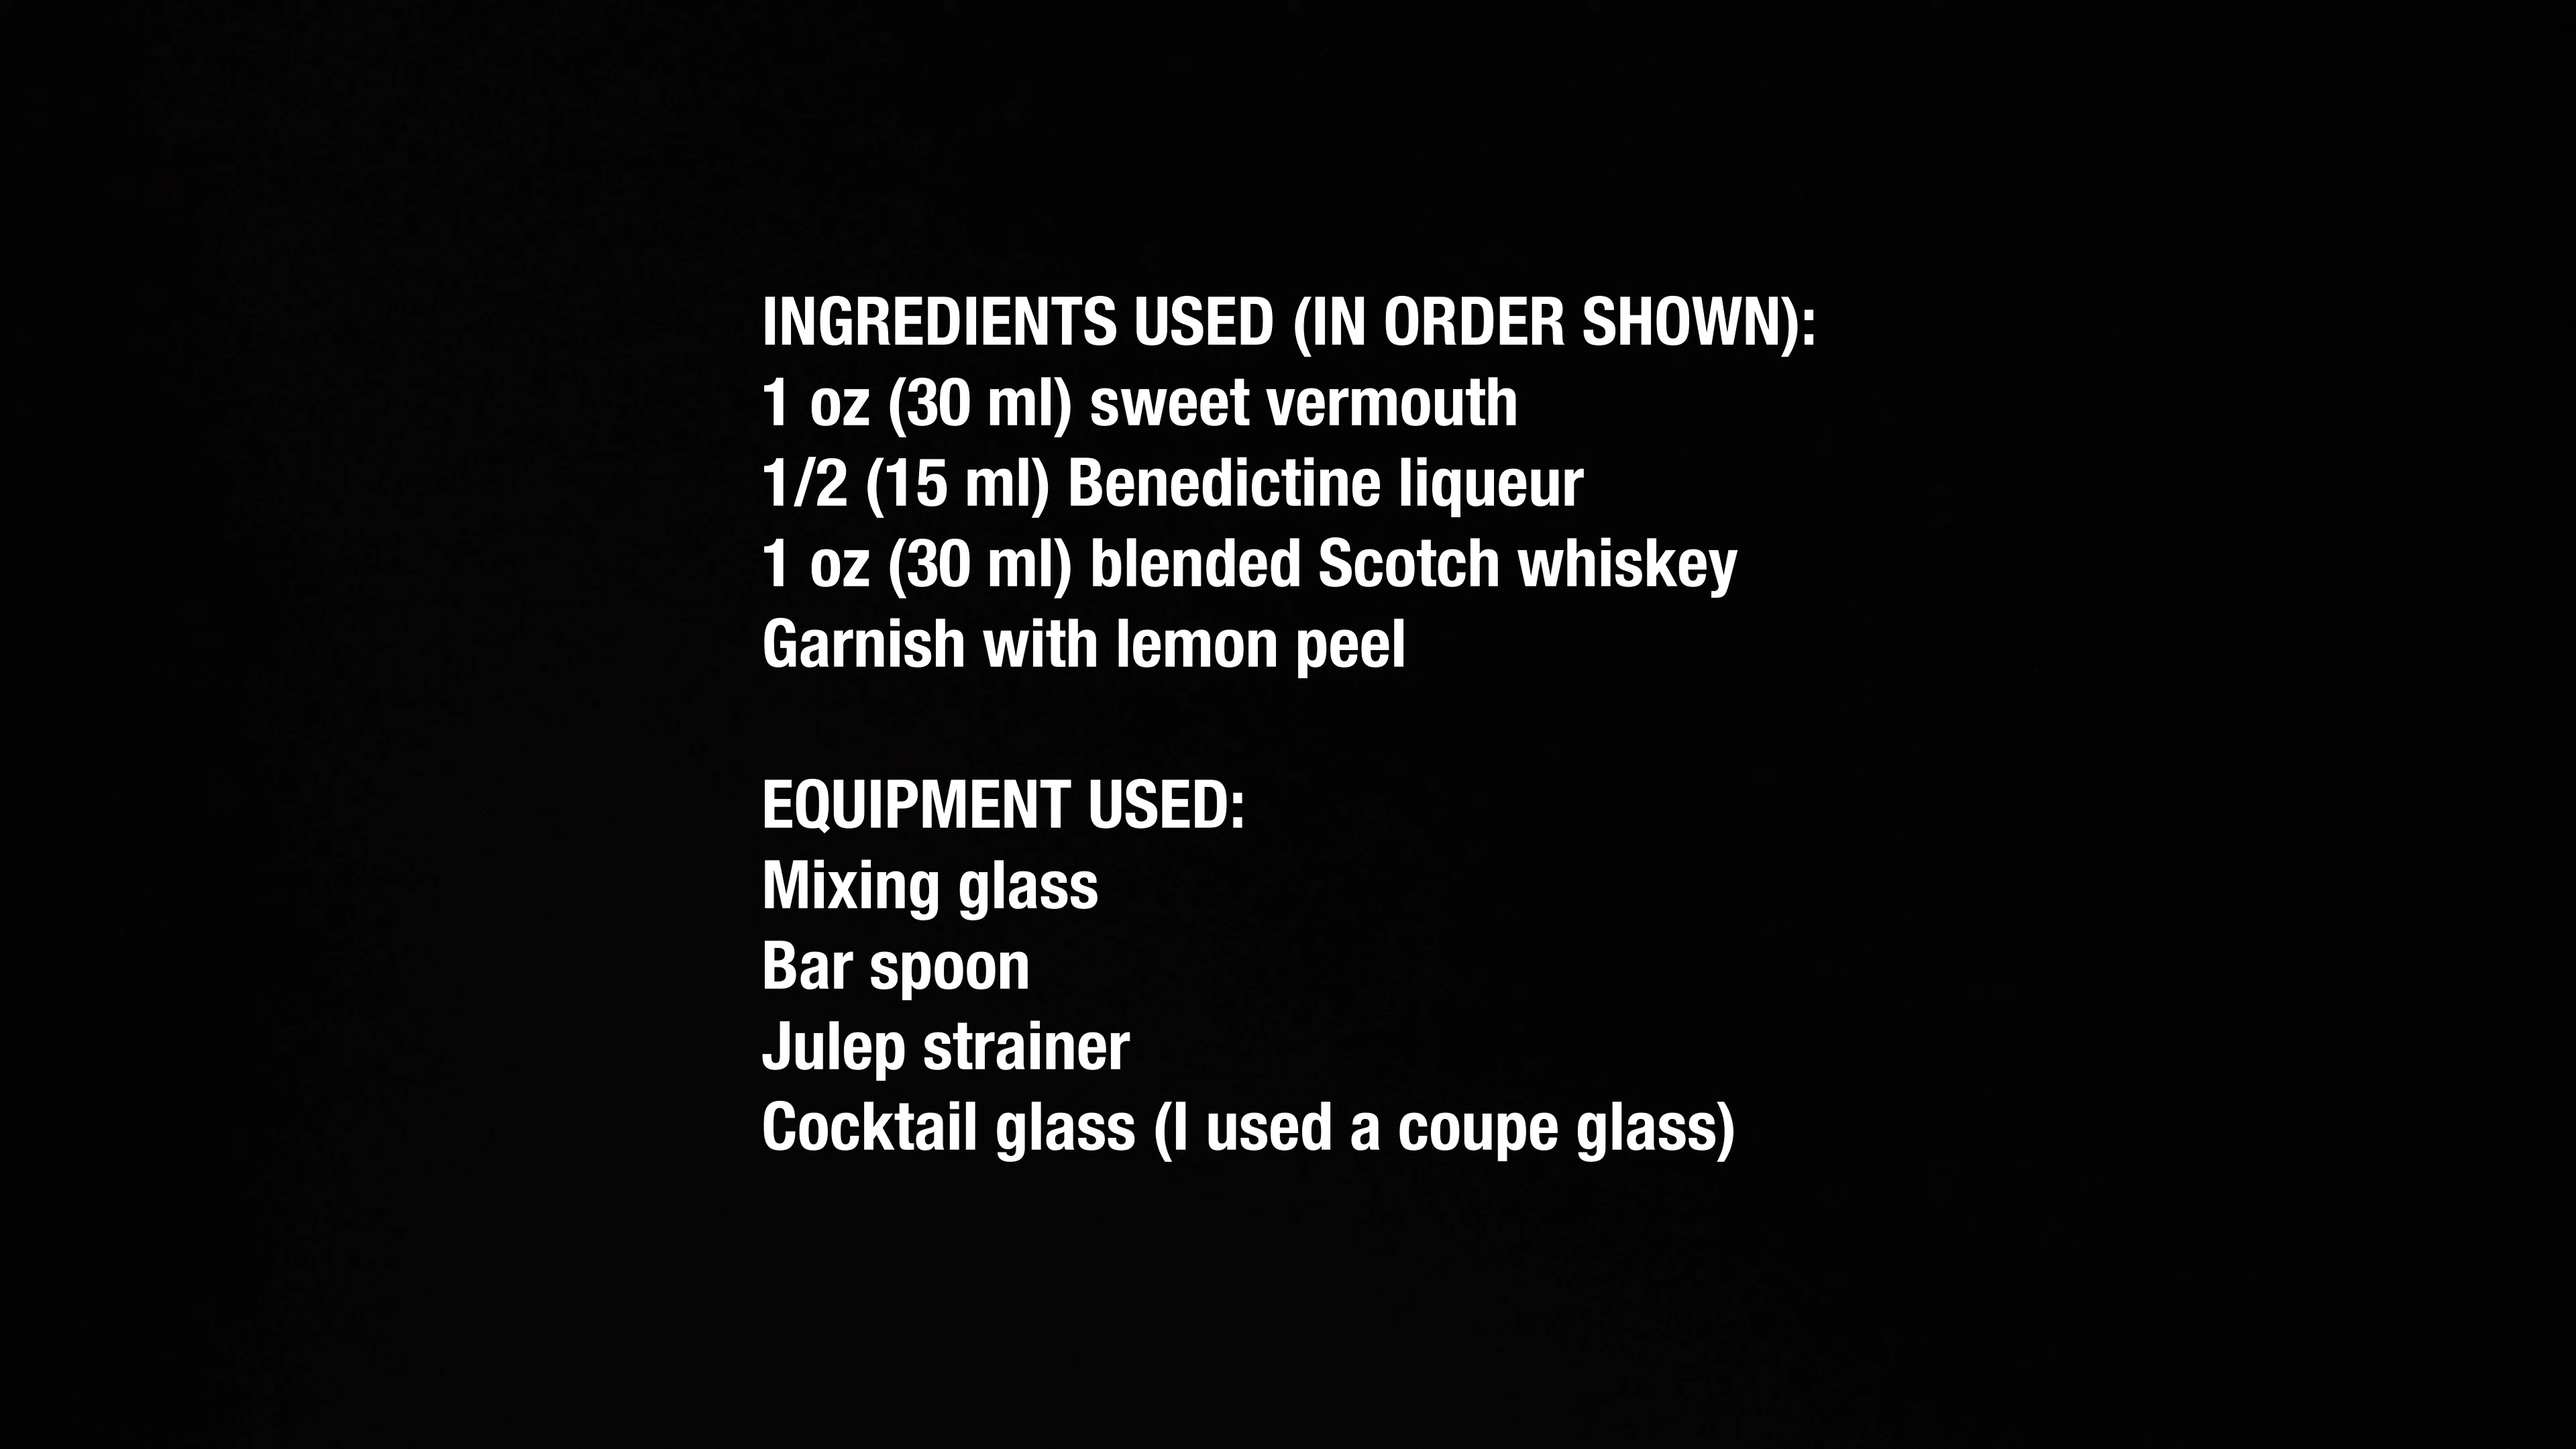 INGREDIENTS USED (IN ORDER SHOWN):
1 oz (30 ml) sweet vermouth
1/2 (15 ml) Benedictine liqueur
1 oz (30 ml) blended Scotch whiskey
Garnish with lemon peel
EQUIPMENT USED:
Mixing glass
Bar spoon
Julep strainer
Cocktail glass (I used a coupe glass)